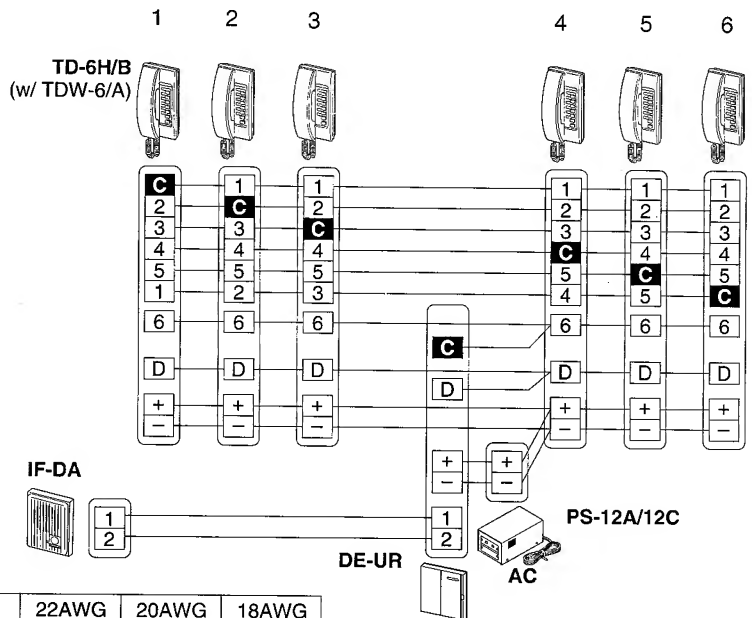 1 2 3 4 5 6
TD-6H/B
(w/ TDW-6/A)
C 1 1 1 1 1
2 C 2 2 2 2
3 3 C 3 3 3
4 4 4 C 4 4
5 5 5 5 C 5
1 2 3 4 5 C
6 6 6 6 6 6
C
D D D D D D
D
+ + + + + +
− − − − − −
+ +
− −
IF-DA
1 1
2 2
PS-12A/12C
DE-UR
AC
22AWG 20AWG 18AWG